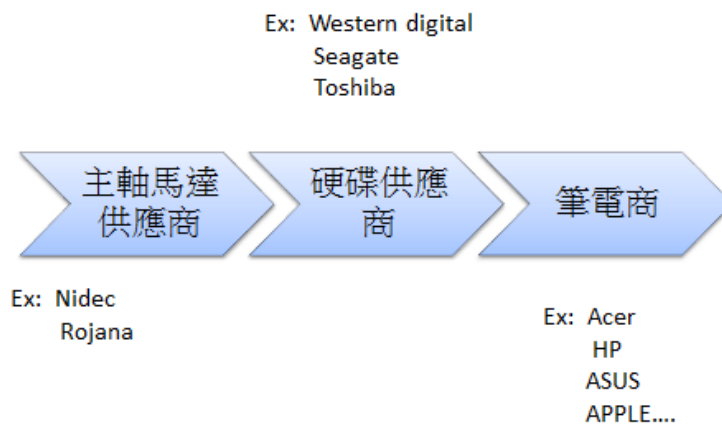 Ex: Western digital
Seagate
Toshiba
主軸馬達
供應商
硬碟供應
商
筆電商
Ex: Nidec
Rojana
Ex: Acer
HP
ASUS
APPLE....